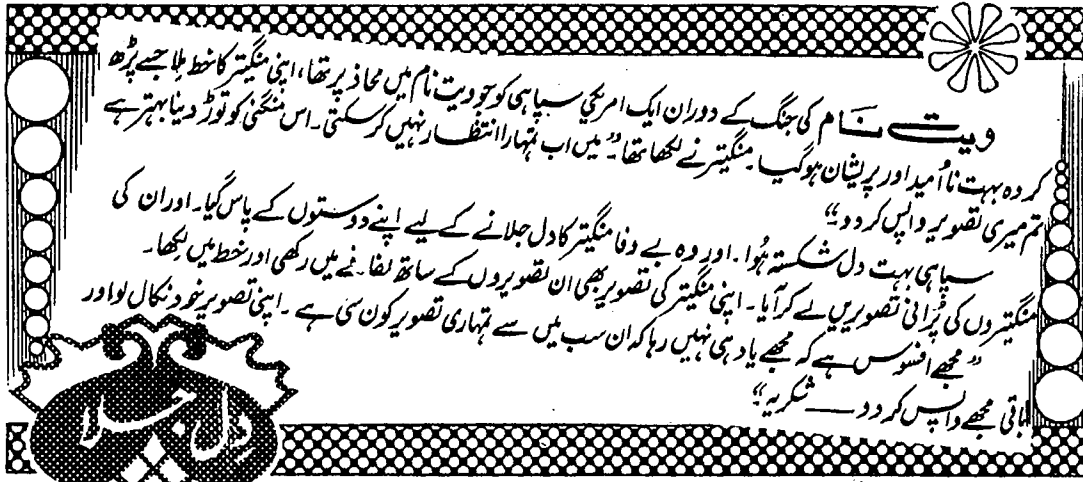 ویت نام کی جنگ کے دوران ایک امریکی سپاہی کو جو ویت نام میں محاذ پر تھا، اپنی منگیتر کا خط ملا جسے پڑھ
کر وہ بہت نا اُمید اور پریشان ہو گیا۔ منگیتر نے لکھا تھا "میں اب تمہارا انتظار نہیں کر سکتی۔ اس منگنی کو توڑ دینا بہتر ہے
تم میری تصویر واپس کر دو۔"
سپاہی بہت دل شکستہ ہُوا۔ اور وہ بے وفا منگیتر کا دل جلانے کے لیے اپنے دوستوں کے پاس گیا۔ اور ان کی
منگیتروں کی پُرانی تصویریں لے کر آیا۔ اپنی منگیتر کی تصویر بھی ان تصویروں کے ساتھ لفافے میں رکھی اور خط میں لکھا۔
"مجھے افسوس ہے کہ مجھے یاد ہی نہیں رہا کہ ان سب میں سے تمہاری تصویر کون سی ہے۔ اپنی تصویر خود نکال لو اور
باقی مجھے واپس کر دو — شکریہ"
دل جلا